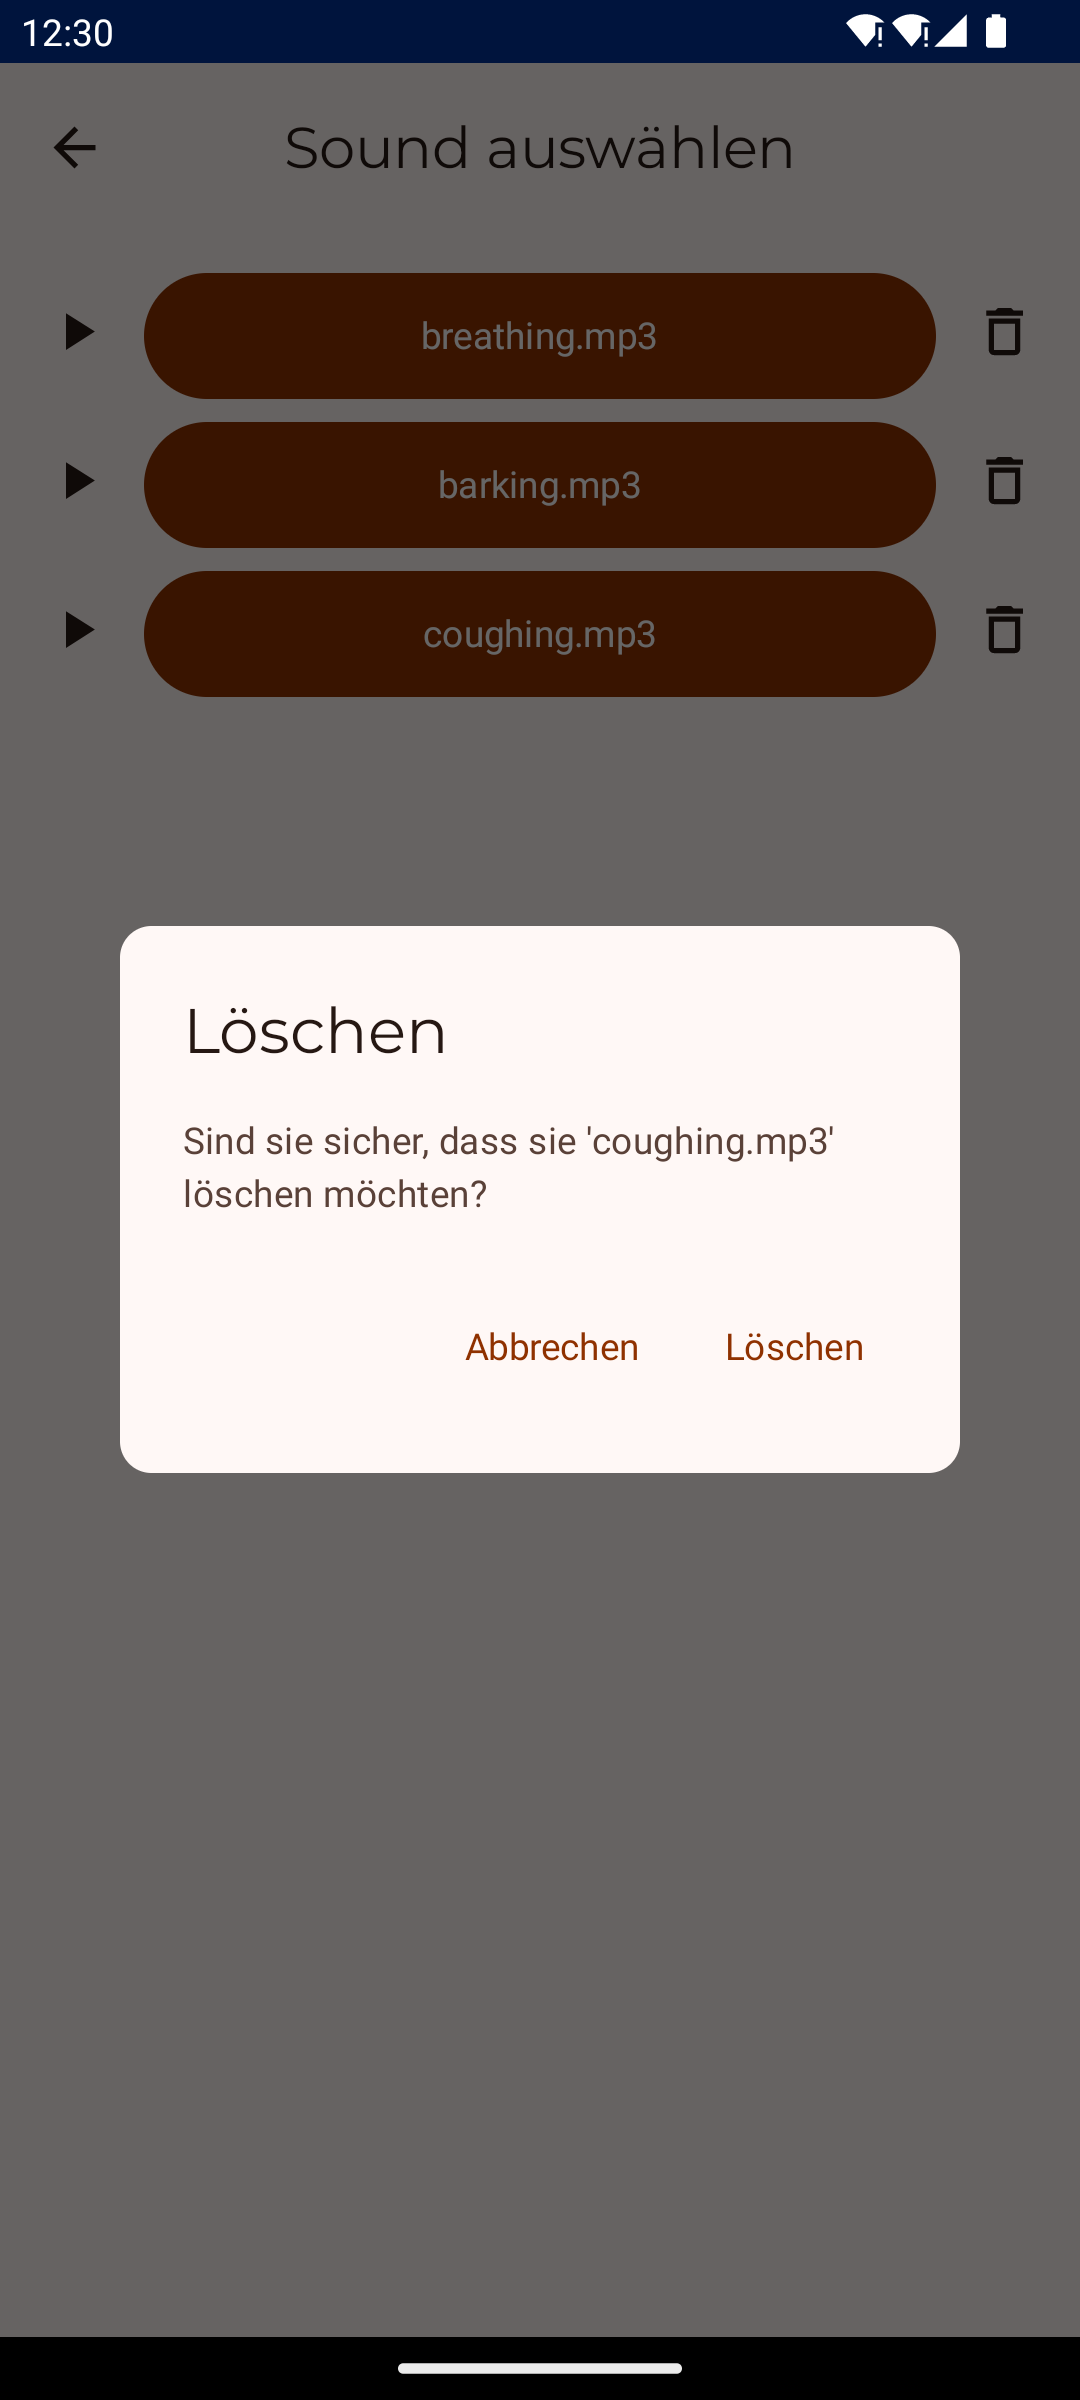 12:30
Sound auswählen
breathing.mp3
barking.mp3
coughing.mp3
Löschen
Sind sie sicher, dass sie 'coughing.mp3'
löschen möchten?
Abbrechen Löschen